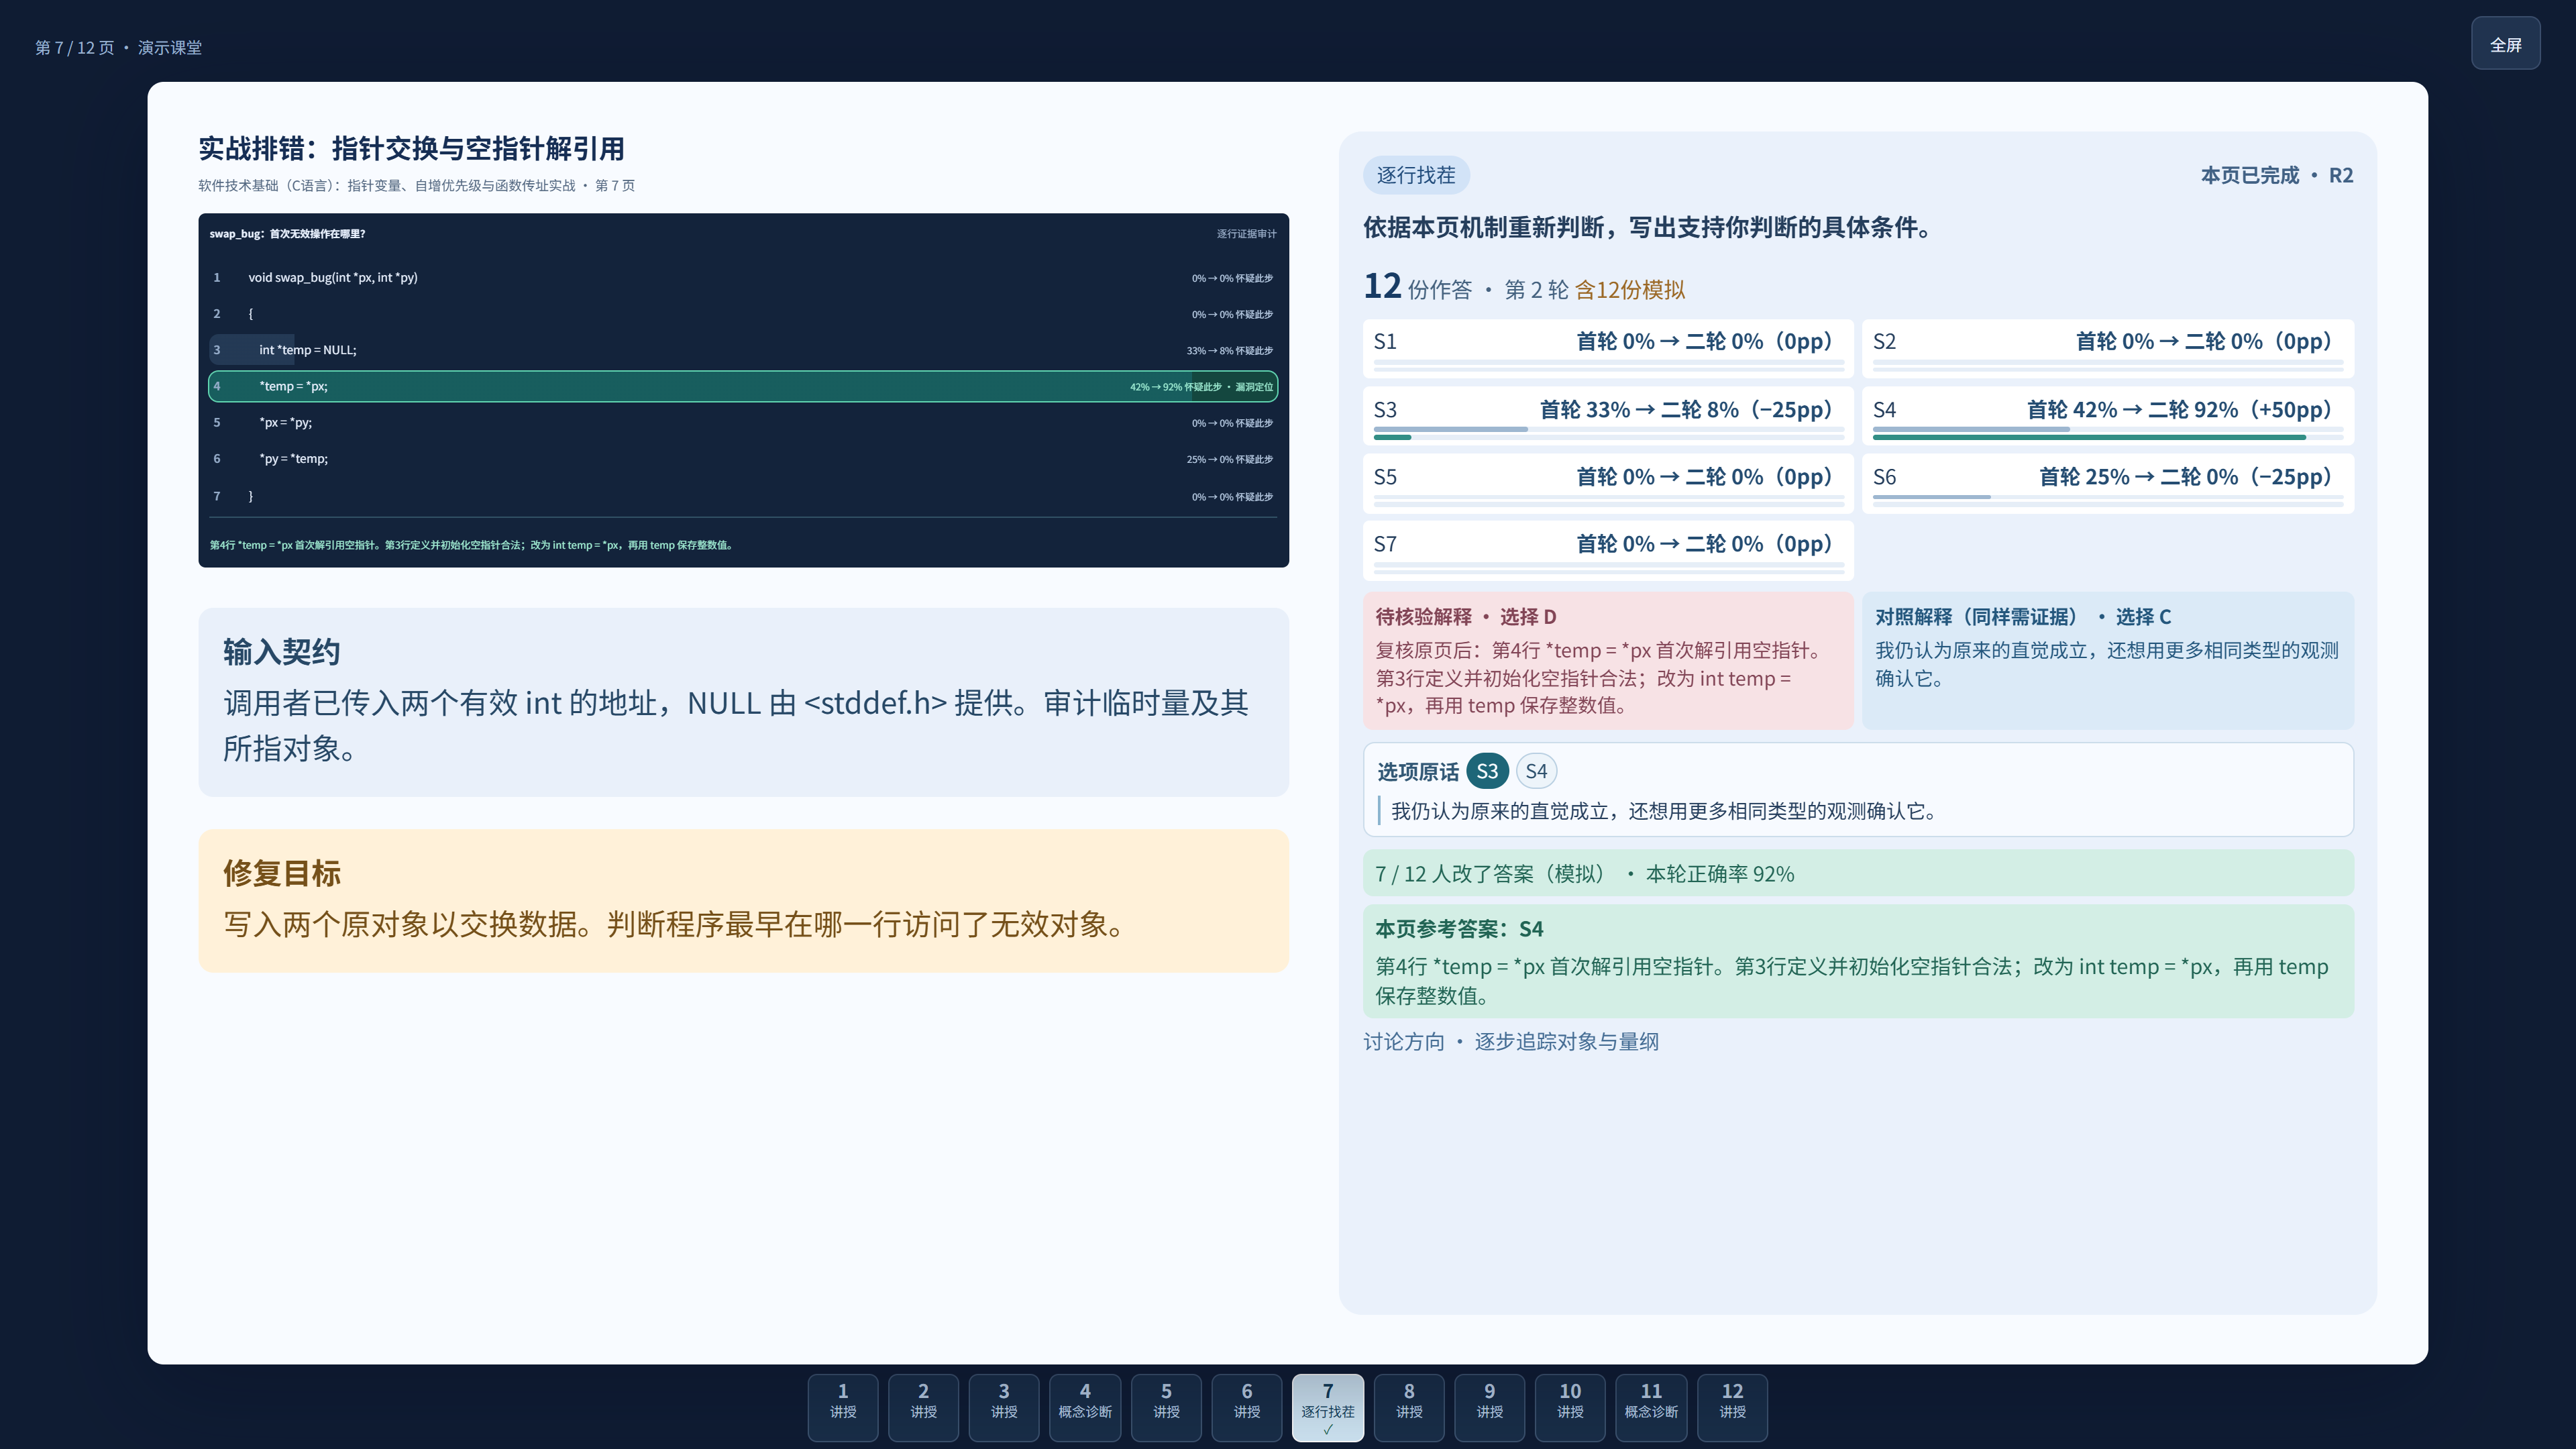 第 7 / 12 页 · 演示课堂
全屏
实战排错：指针交换与空指针解引用
软件技术基础（C语言）：指针变量、自增优先级与函数传址实战 · 第 7 页
swap_bug：首次无效操作在哪里？
逐行证据审计
1 void swap_bug(int *px, int *py) 0% → 0% 怀疑此步
2 { 0% → 0% 怀疑此步
3 int *temp = NULL; 33% → 8% 怀疑此步
4 *temp = *px; 42% → 92% 怀疑此步 · 漏洞定位
5 *px = *py; 0% → 0% 怀疑此步
6 *py = *temp; 25% → 0% 怀疑此步
7 } 0% → 0% 怀疑此步
第4行 *temp = *px 首次解引用空指针。第3行定义并初始化空指针合法；改为 int temp = *px，再用 temp 保存整数值。
输入契约
调用者已传入两个有效 int 的地址，NULL 由 <stddef.h> 提供。审计临时量及其
所指对象。
修复目标
写入两个原对象以交换数据。判断程序最早在哪一行访问了无效对象。
逐行找茬
本页已完成 · R2
依据本页机制重新判断，写出支持你判断的具体条件。
12 份作答 · 第 2 轮 含12份模拟
S1 首轮 0% → 二轮 0%（0pp）
S2 首轮 0% → 二轮 0%（0pp）
S3 首轮 33% → 二轮 8%（−25pp）
S4 首轮 42% → 二轮 92%（+50pp）
S5 首轮 0% → 二轮 0%（0pp）
S6 首轮 25% → 二轮 0%（−25pp）
S7 首轮 0% → 二轮 0%（0pp）
待核验解释 · 选择 D
复核原页后：第4行 *temp = *px 首次解引用空指针。
第3行定义并初始化空指针合法；改为 int temp =
*px，再用 temp 保存整数值。
对照解释（同样需证据） · 选择 C
我仍认为原来的直觉成立，还想用更多相同类型的观测
确认它。
选项原话 S3 S4
我仍认为原来的直觉成立，还想用更多相同类型的观测确认它。
7 / 12 人改了答案（模拟） · 本轮正确率 92%
本页参考答案：S4
第4行 *temp = *px 首次解引用空指针。第3行定义并初始化空指针合法；改为 int temp = *px，再用 temp
保存整数值。
讨论方向 · 逐步追踪对象与量纲
1 讲授
2 讲授
3 讲授
4 概念诊断
5 讲授
6 讲授
7 逐行找茬 ✓
8 讲授
9 讲授
10 讲授
11 概念诊断
12 讲授